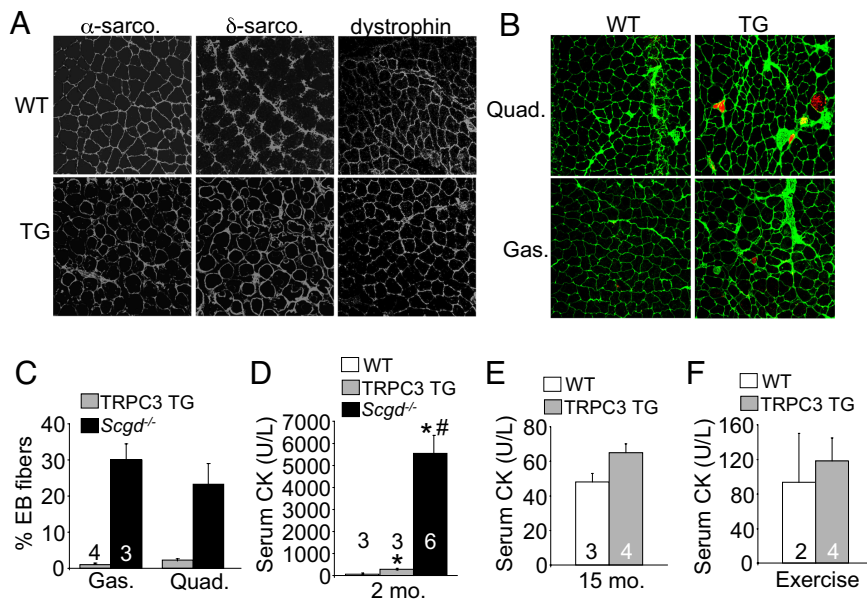 A
α-sarco. δ-sarco. dystrophin
WT
TG
B
WT TG
Quad.
Gas.
C
TRPC3 TG
Scgd-/-
% EB fibers
40
30
20
10
0
4 3
Gas. Quad.
D
WT
TRPC3 TG
Scgd-/-
Serum CK (U/L)
7000
6000
5000
4000
3000
2000
1000
0
3 3 6
* *#
2 mo.
E
WT
TRPC3 TG
Serum CK (U/L)
80
60
40
20
0
3 4
15 mo.
F
WT
TRPC3 TG
Serum CK (U/L)
160
120
80
40
0
2 4
Exercise